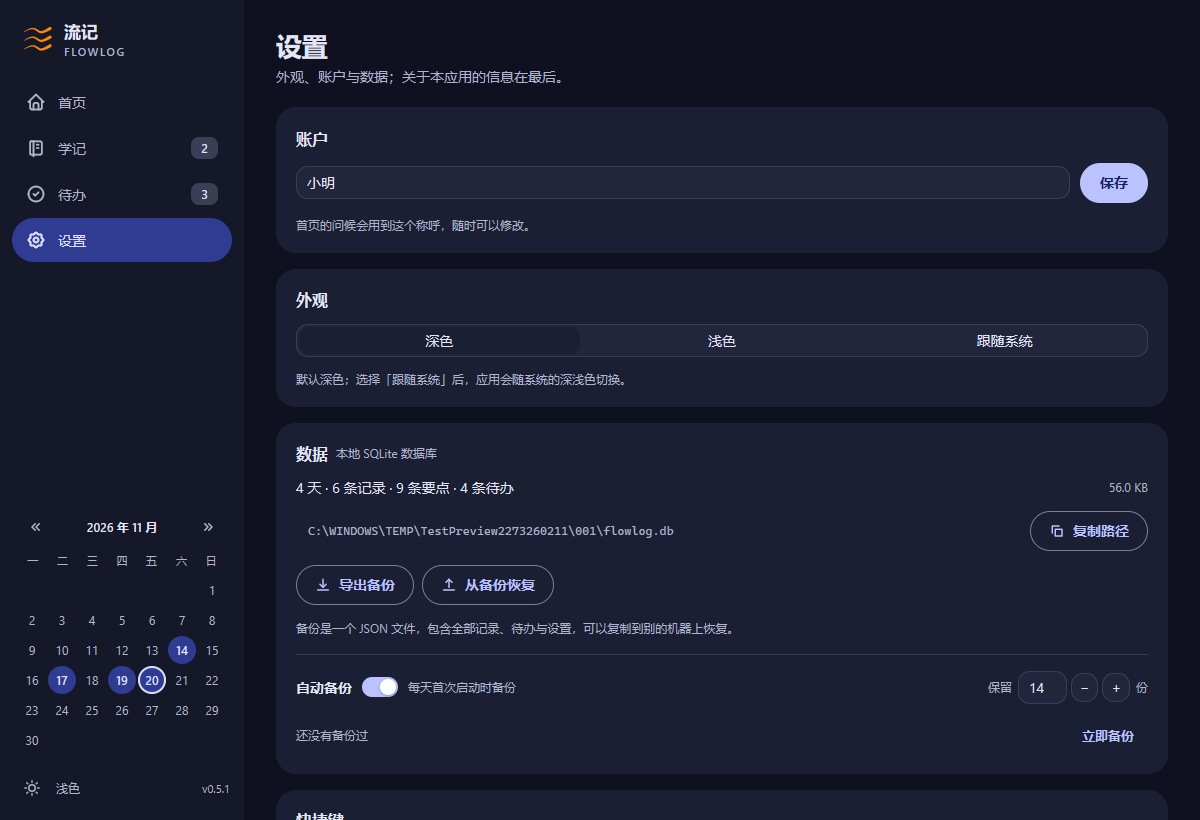 流记
FLOWLOG
首页
学记 2
待办 3
设置
« 2026 年 11 月 »
一 二 三 四 五 六 日
1
2 3 4 5 6 7 8
9 10 11 12 13 14 15
16 17 18 19 20 21 22
23 24 25 26 27 28 29
30
浅色 v0.5.1
设置
外观、账户与数据；关于本应用的信息在最后。
账户
小明 保存
首页的问候会用到这个称呼，随时可以修改。
外观
深色 浅色 跟随系统
默认深色；选择「跟随系统」后，应用会随系统的深浅色切换。
数据 本地 SQLite 数据库
4 天 · 6 条记录 · 9 条要点 · 4 条待办 56.0 KB
C:\WINDOWS\TEMP\TestPreview2273260211\001\flowlog.db 复制路径
导出备份 从备份恢复
备份是一个 JSON 文件，包含全部记录、待办与设置，可以复制到别的机器上恢复。
自动备份 每天首次启动时备份 保留 14 − + 份
还没有备份过 立即备份
快捷键